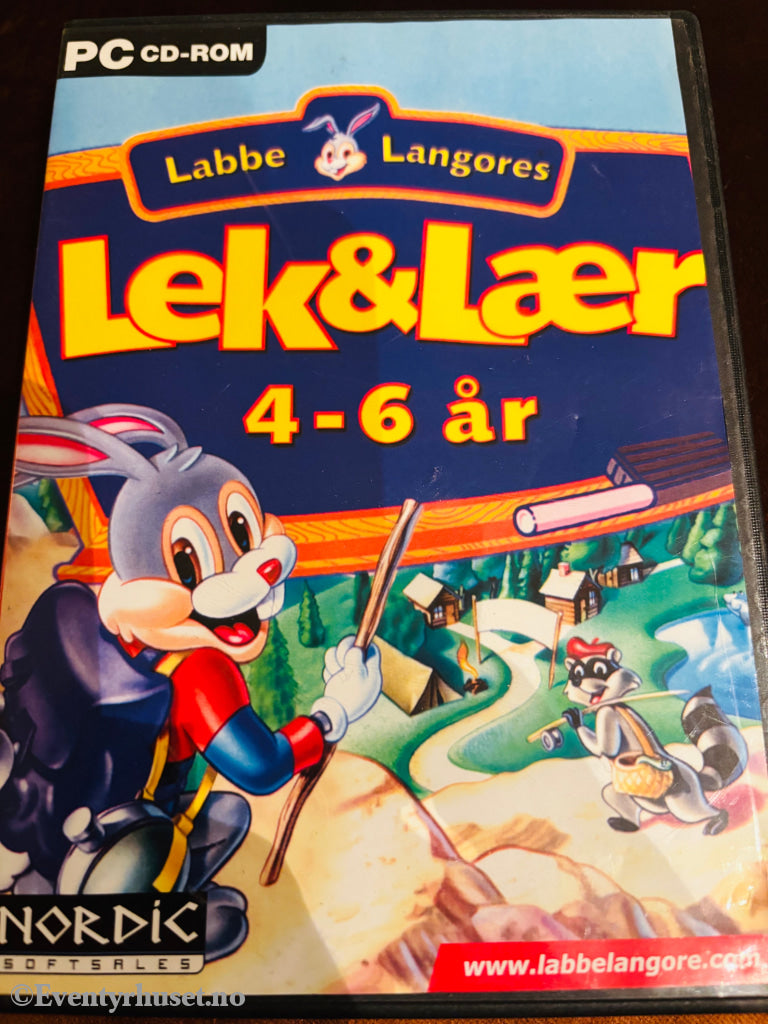 PC CD-ROM
Labbe Langores
Lek&Lær
4-6 år
NORDIC
SOFTSALES
www.labbelangore.com
©Eventyrhuset.no